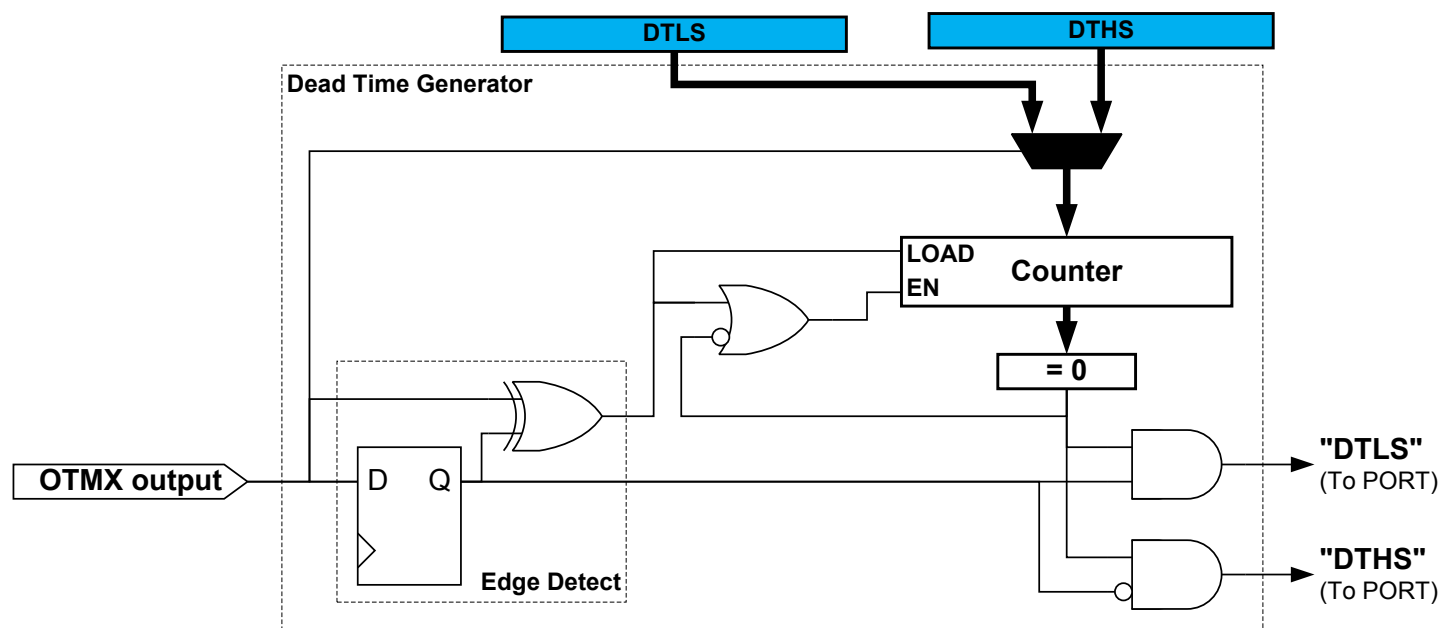 DTLS
DTHS
Dead Time Generator
LOAD
Counter
EN
= 0
"DTLS"
(To PORT)
OTMX output
D
Q
"DTHS"
(To PORT)
Edge Detect